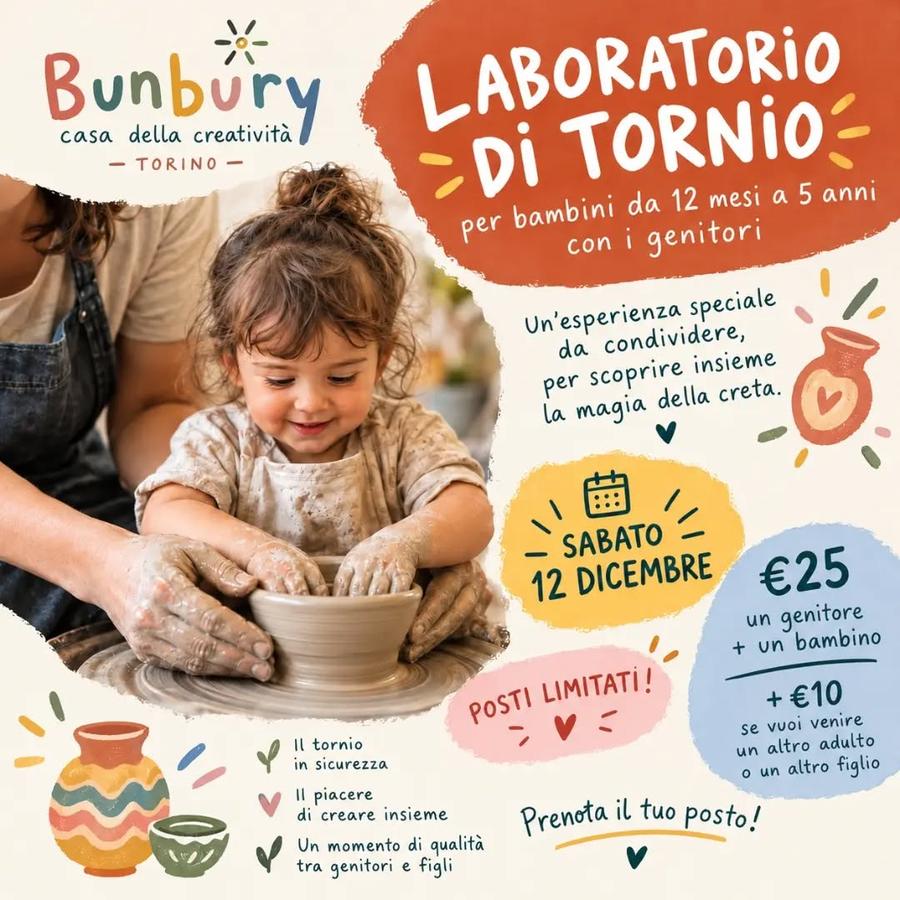 Bunbury
casa della creatività
– TORINO –
LABORATORIO
DI TORNIO
per bambini da 12 mesi a 5 anni
con i genitori
Un'esperienza speciale
da condividere,
per scoprire insieme
la magia della creta.
SABATO
12 DICEMBRE
€25
un genitore
+ un bambino
+ €10
se vuoi venire
un altro adulto
o un altro figlio
POSTI LIMITATI!
Il tornio
in sicurezza
Il piacere
di creare insieme
Un momento di qualità
tra genitori e figli
Prenota il tuo posto!